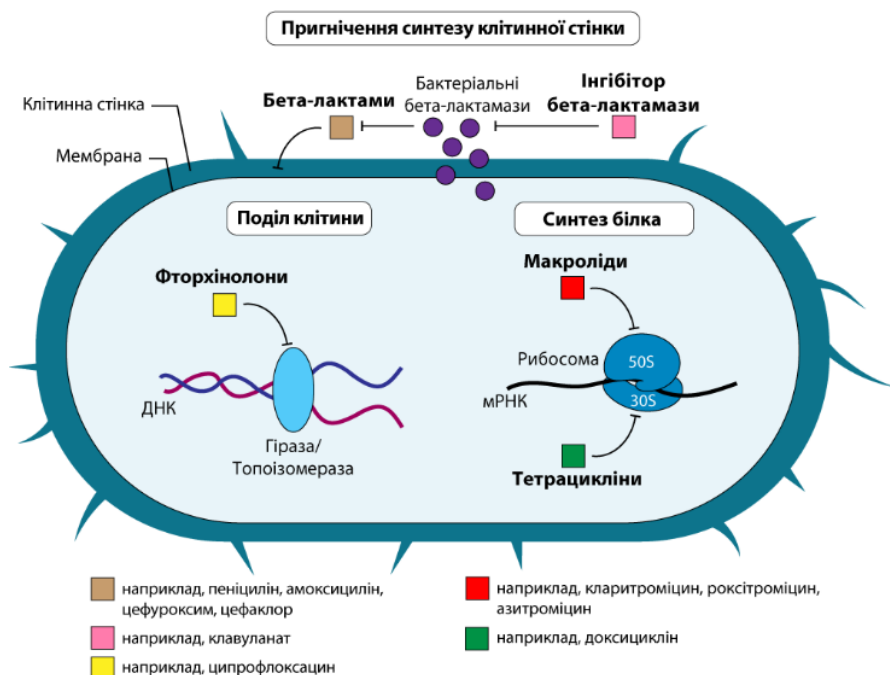 Пригнічення синтезу клітинної стінки
Клітинна стінка
Мембрана
Бета-лактами
Бактеріальні
бета-лактамази
Інгібітор
бета-лактамази
Поділ клітини
Фторхінолони
ДНК
Гіраза/
Топоізомераза
Синтез білка
Макроліди
Рибосома
50S
мРНК
30S
Тетрацикліни
наприклад, пеніцилін, амоксицилін,
цефуроксим, цефаклор
наприклад, клавуланат
наприклад, ципрофлоксацин
наприклад, кларитроміцин, роксітроміцин,
азитроміцин
наприклад, доксициклін